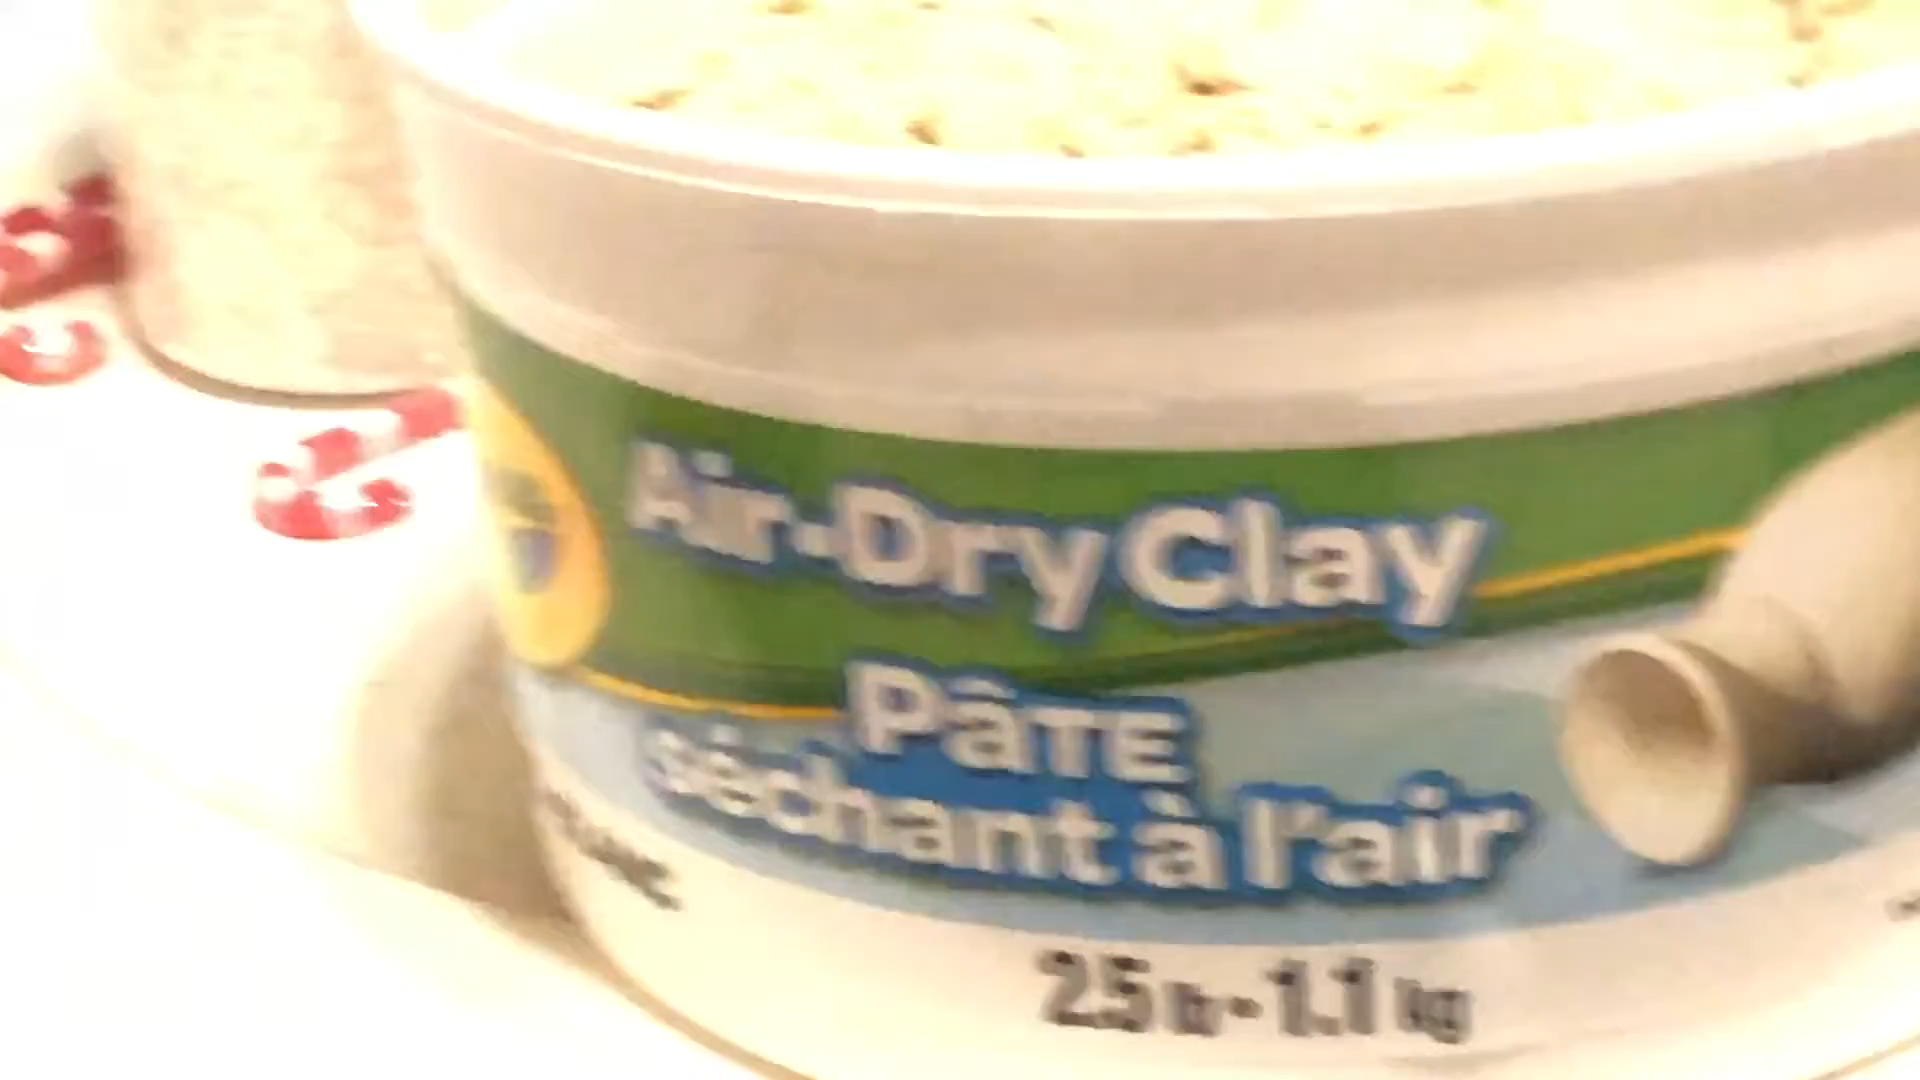 Air-Dry Clay
PÂTE
séchant à l'air
2.5 lb - 1.1 kg